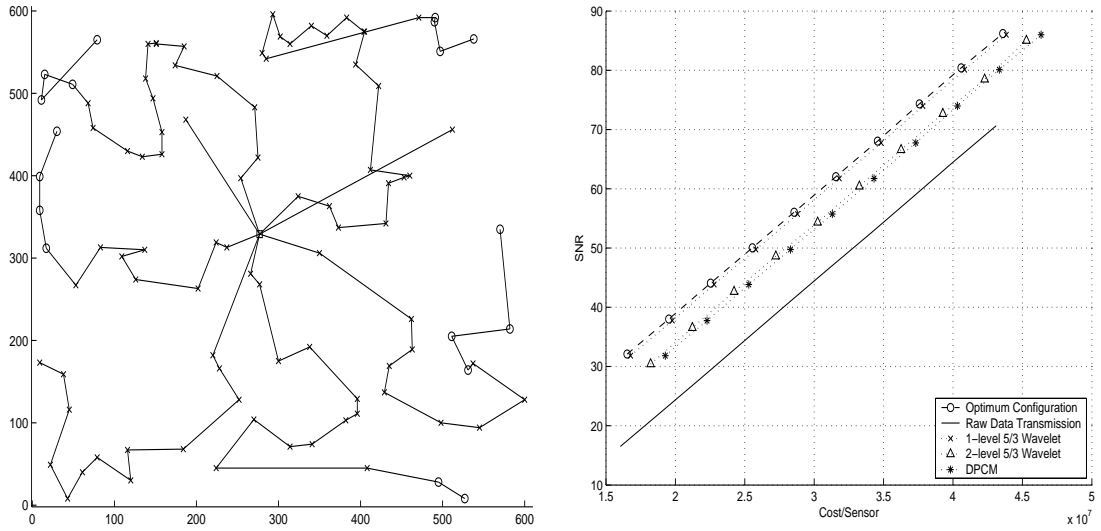 600
500
400
300
200
100
0
0 100 200 300 400 500 600
90
80
70
60
50
40
30
20
10
SNR
1.5 2 2.5 3 3.5 4 4.5 5
Cost/Sensor
x 10⁷
Optimum Configuration
Raw Data Transmission
1−level 5/3 Wavelet
2−level 5/3 Wavelet
DPCM